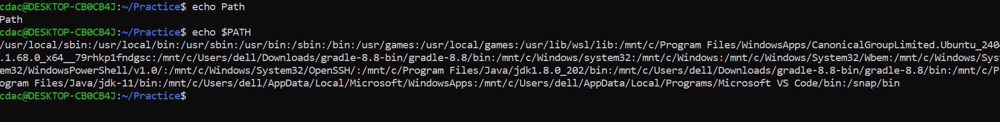 cdac@DESKTOP-CB0CB4J:~/Practice$ echo Path
Path
cdac@DESKTOP-CB0CB4J:~/Practice$ echo $PATH
/usr/local/sbin:/usr/local/bin:/usr/sbin:/usr/bin:/sbin:/bin:/usr/games:/usr/local/games:/usr/lib/wsl/lib:/mnt/c/Program Files/WindowsApps/CanonicalGroupLimited.Ubuntu_2404
.1.68.0_x64__79rhkp1fndgsc:/mnt/c/Users/dell/Downloads/gradle-8.8-bin/gradle-8.8/bin:/mnt/c/Windows/system32:/mnt/c/Windows:/mnt/c/Windows/System32/Wbem:/mnt/c/Windows/Syst
em32/WindowsPowerShell/v1.0/:/mnt/c/Windows/System32/OpenSSH/:/mnt/c/Program Files/Java/jdk1.8.0_202/bin:/mnt/c/Users/dell/Downloads/gradle-8.8-bin/gradle-8.8/bin:/mnt/c/Pr
ogram Files/Java/jdk-11/bin:/mnt/c/Users/dell/AppData/Local/Microsoft/WindowsApps:/mnt/c/Users/dell/AppData/Local/Programs/Microsoft VS Code/bin:/snap/bin
cdac@DESKTOP-CB0CB4J:~/Practice$